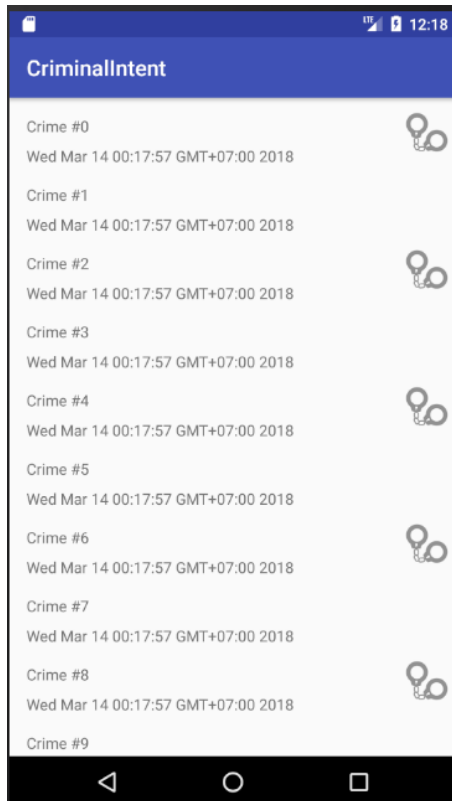 LTE 12:18
CriminalIntent
Crime #0
Wed Mar 14 00:17:57 GMT+07:00 2018
Crime #1
Wed Mar 14 00:17:57 GMT+07:00 2018
Crime #2
Wed Mar 14 00:17:57 GMT+07:00 2018
Crime #3
Wed Mar 14 00:17:57 GMT+07:00 2018
Crime #4
Wed Mar 14 00:17:57 GMT+07:00 2018
Crime #5
Wed Mar 14 00:17:57 GMT+07:00 2018
Crime #6
Wed Mar 14 00:17:57 GMT+07:00 2018
Crime #7
Wed Mar 14 00:17:57 GMT+07:00 2018
Crime #8
Wed Mar 14 00:17:57 GMT+07:00 2018
Crime #9